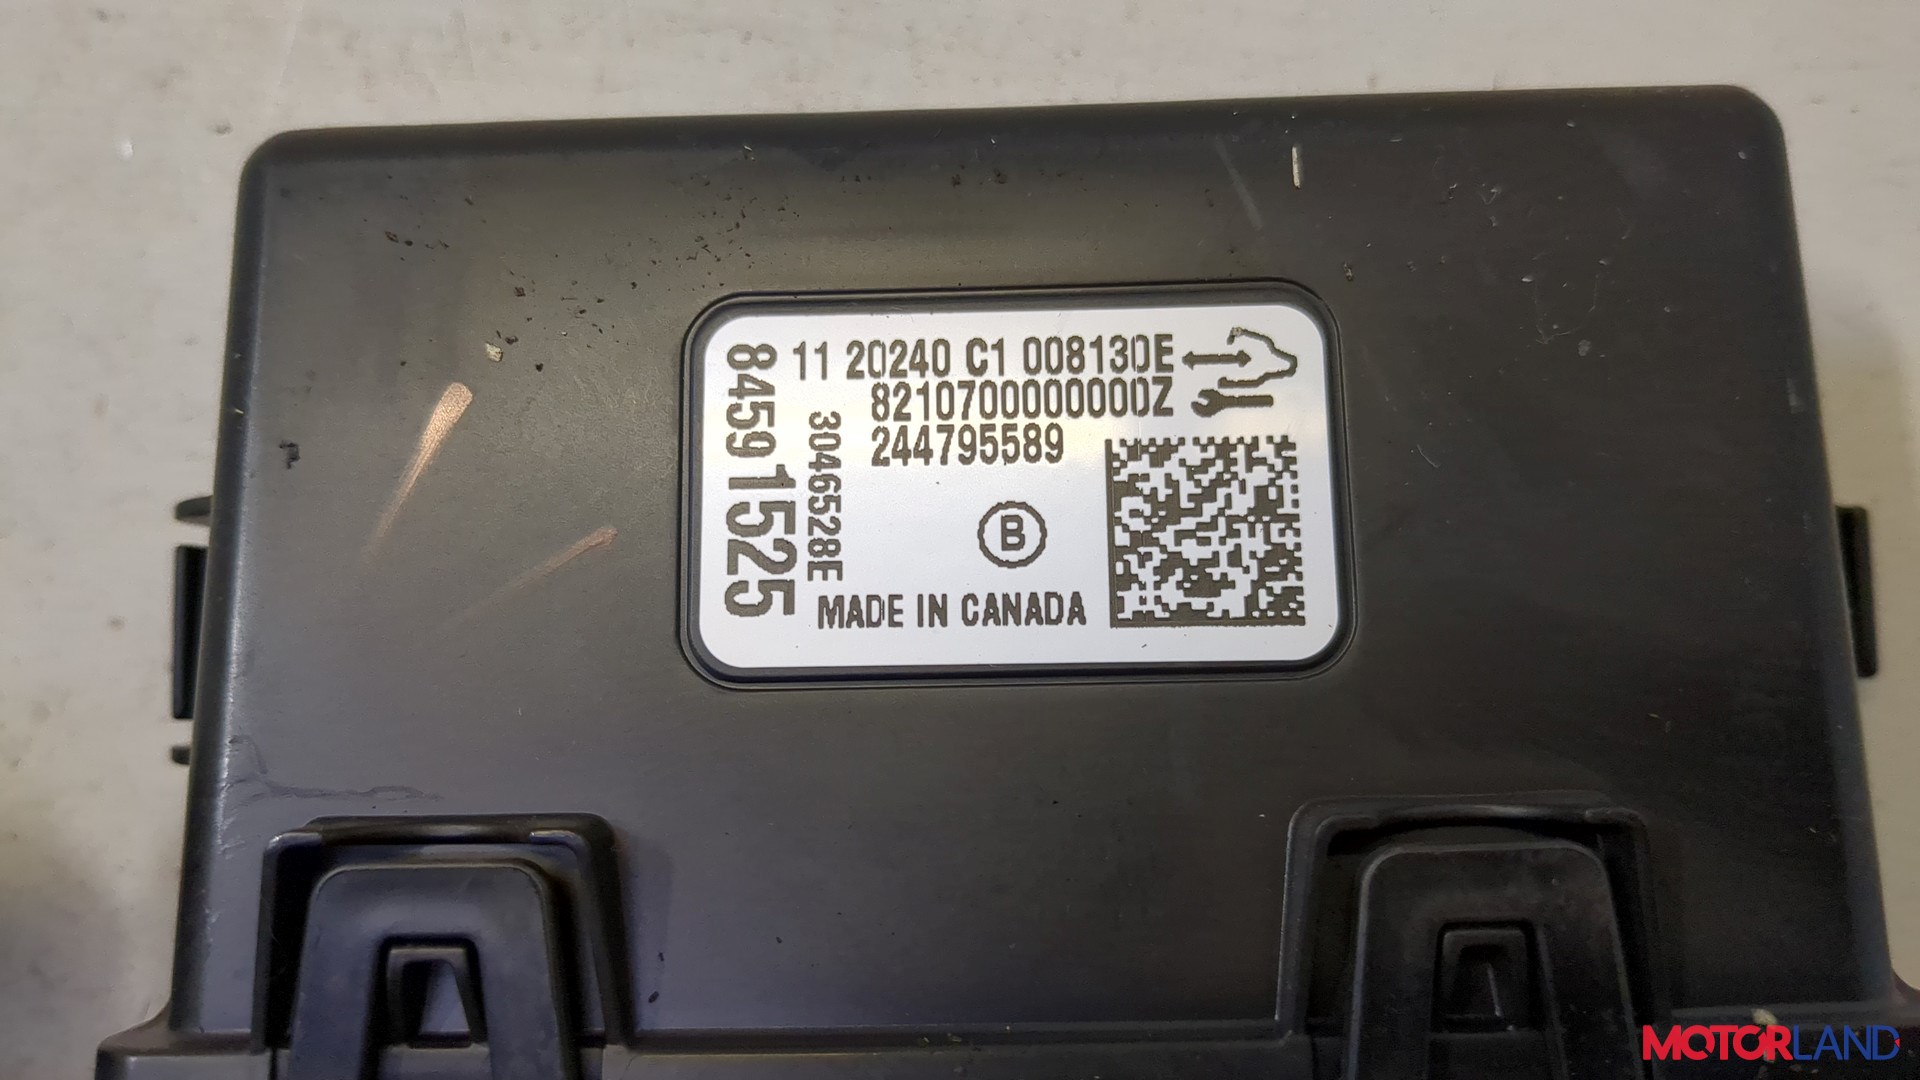 11 20240 C1 008130E
8210700000000Z
244795589
84591525
30465528E
B
MADE IN CANADA
MOTORLAND